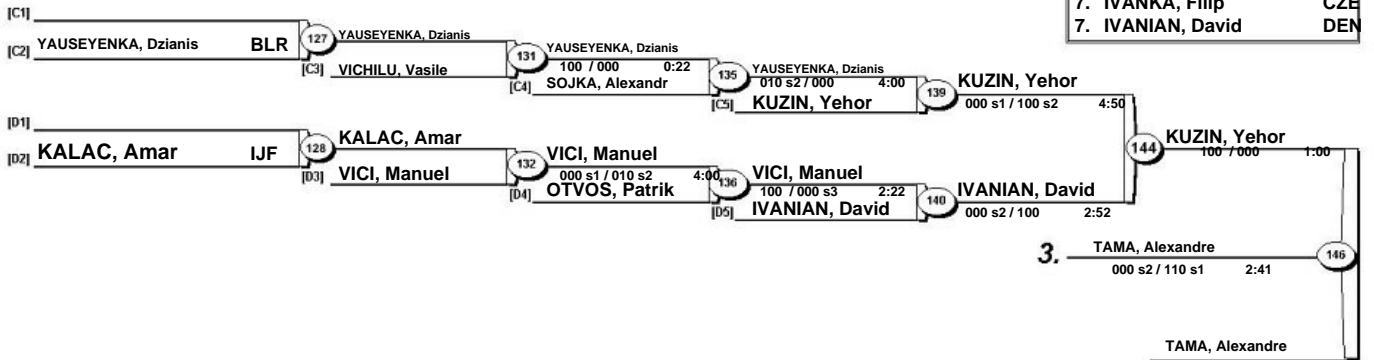 7. IVANKA, Filip CZE
7. IVANIAN, David DEN
[C1]
[C2] YAUSEYENKA, Dzianis BLR
127
YAUSEYENKA, Dzianis
[C3] VICHILU, Vasile
131
YAUSEYENKA, Dzianis
100 / 000 0:22
[C4] SOJKA, Alexandr
135
YAUSEYENKA, Dzianis
010 s2 / 000 4:00
[C5] KUZIN, Yehor
139
KUZIN, Yehor
000 s1 / 100 s2 4:50
[D1]
[D2] KALAC, Amar IJF
128
KALAC, Amar
[D3] VICI, Manuel
132
VICI, Manuel
000 s1 / 010 s2 4:00
[D4] OTVOS, Patrik
136
VICI, Manuel
100 / 000 s3 2:22
[D5] IVANIAN, David
140
IVANIAN, David
000 s2 / 100 2:52
144
KUZIN, Yehor
100 / 000 1:00
3. TAMA, Alexandre
000 s2 / 110 s1 2:41
146
TAMA, Alexandre